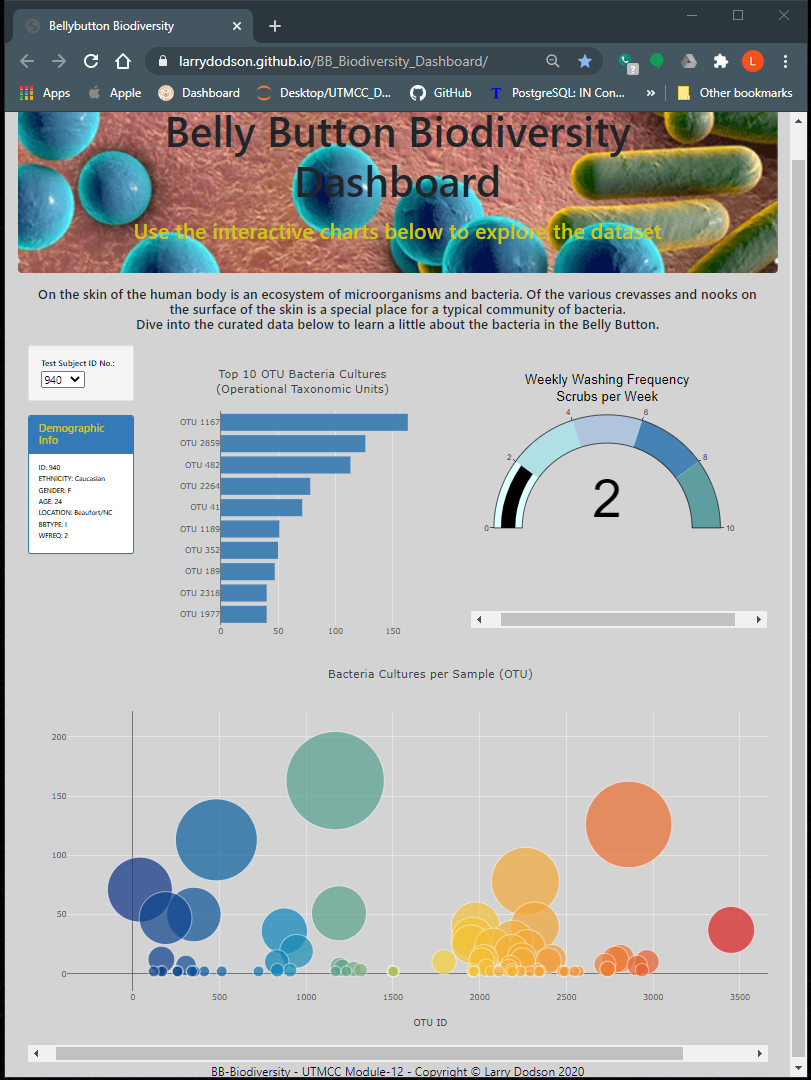 Bellybutton Biodiversity
larrydodson.github.io/BB_Biodiversity_Dashboard/
L
Apps
Apple
Dashboard
Desktop/UTMCC_D...
GitHub
T PostgreSQL: IN Con...
»
Other bookmarks
Belly Button Biodiversity
Dashboard
Use the interactive charts below to explore the dataset
On the skin of the human body is an ecosystem of microorganisms and bacteria. Of the various crevasses and nooks on
the surface of the skin is a special place for a typical community of bacteria.
Dive into the curated data below to learn a little about the bacteria in the Belly Button.
Test Subject ID No.:
940
Demographic
Info
ID: 940
ETHNICITY: Caucasian
GENDER: F
AGE: 24
LOCATION: Beaufort/NC
BBTYPE: I
WFREQ: 2
Top 10 OTU Bacteria Cultures
(Operational Taxonomic Units)
OTU 1167
OTU 2859
OTU 482
OTU 2264
OTU 41
OTU 1189
OTU 352
OTU 189
OTU 2318
OTU 1977
0 50 100 150
Weekly Washing Frequency
Scrubs per Week
0
2
4
6
8
10
2
Bacteria Cultures per Sample (OTU)
200
150
100
50
0
0 500 1000 1500 2000 2500 3000 3500
OTU ID
BB-Biodiversity - UTMCC Module-12 - Copyright © Larry Dodson 2020